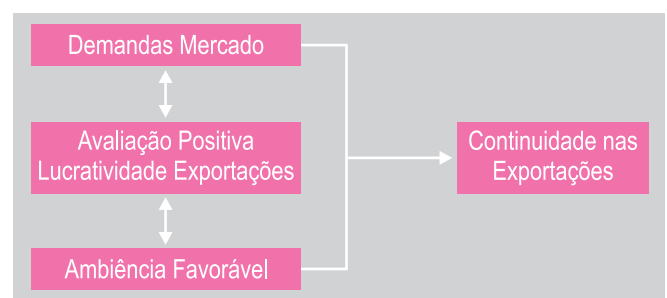 Demandas Mercado
Avaliação Positiva
Lucratividade Exportações
Continuidade nas
Exportações
Ambiência Favorável